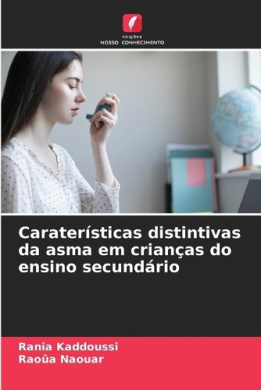 edições
NOSSO CONHECIMENTO
Caraterísticas distintivas
da asma em crianças do
ensino secundário
Rania Kaddoussi
Raoûa Naouar